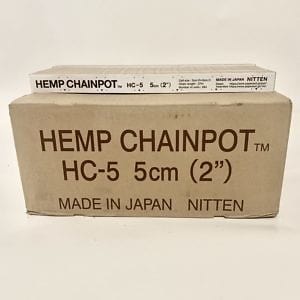 HEMP CHAINPOT™ HC-5 5cm (2") MADE IN JAPAN NITTEN
HEMP CHAINPOT™
HC-5 5cm (2")
MADE IN JAPAN NITTEN